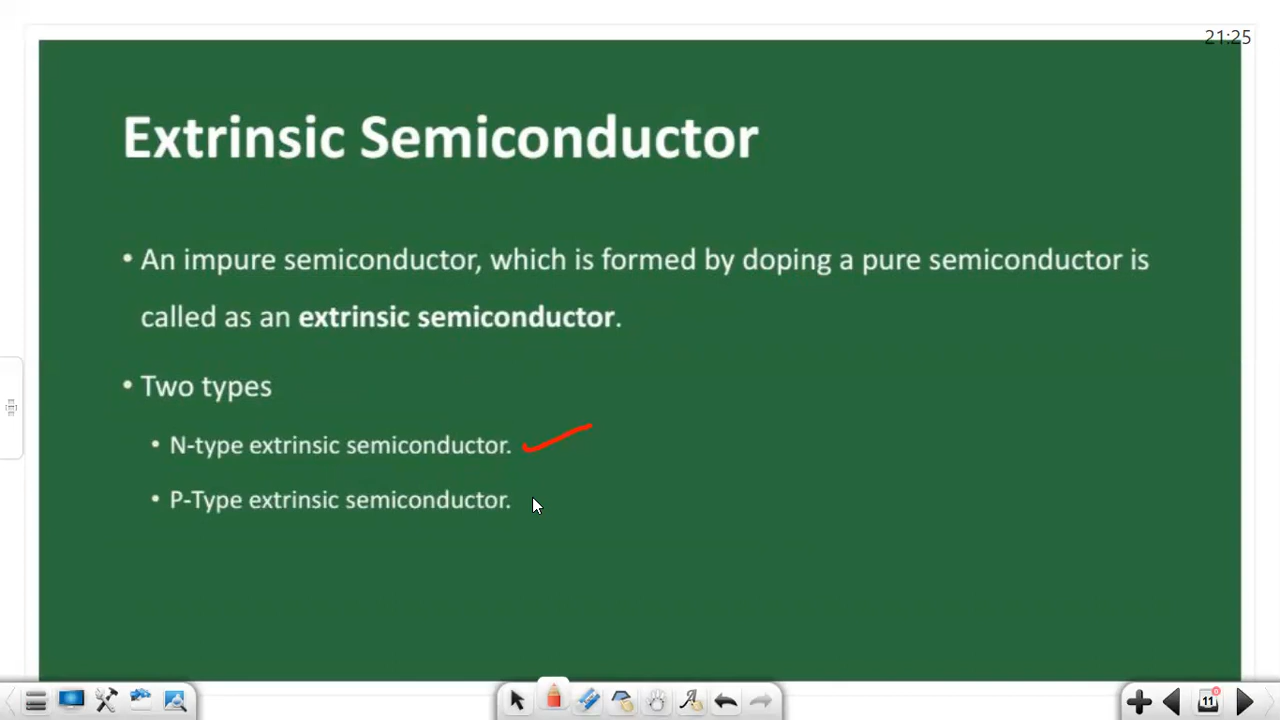 21:25
Extrinsic Semiconductor
• An impure semiconductor, which is formed by doping a pure semiconductor is
called as an extrinsic semiconductor.
• Two types
• N-type extrinsic semiconductor.
• P-Type extrinsic semiconductor.
11